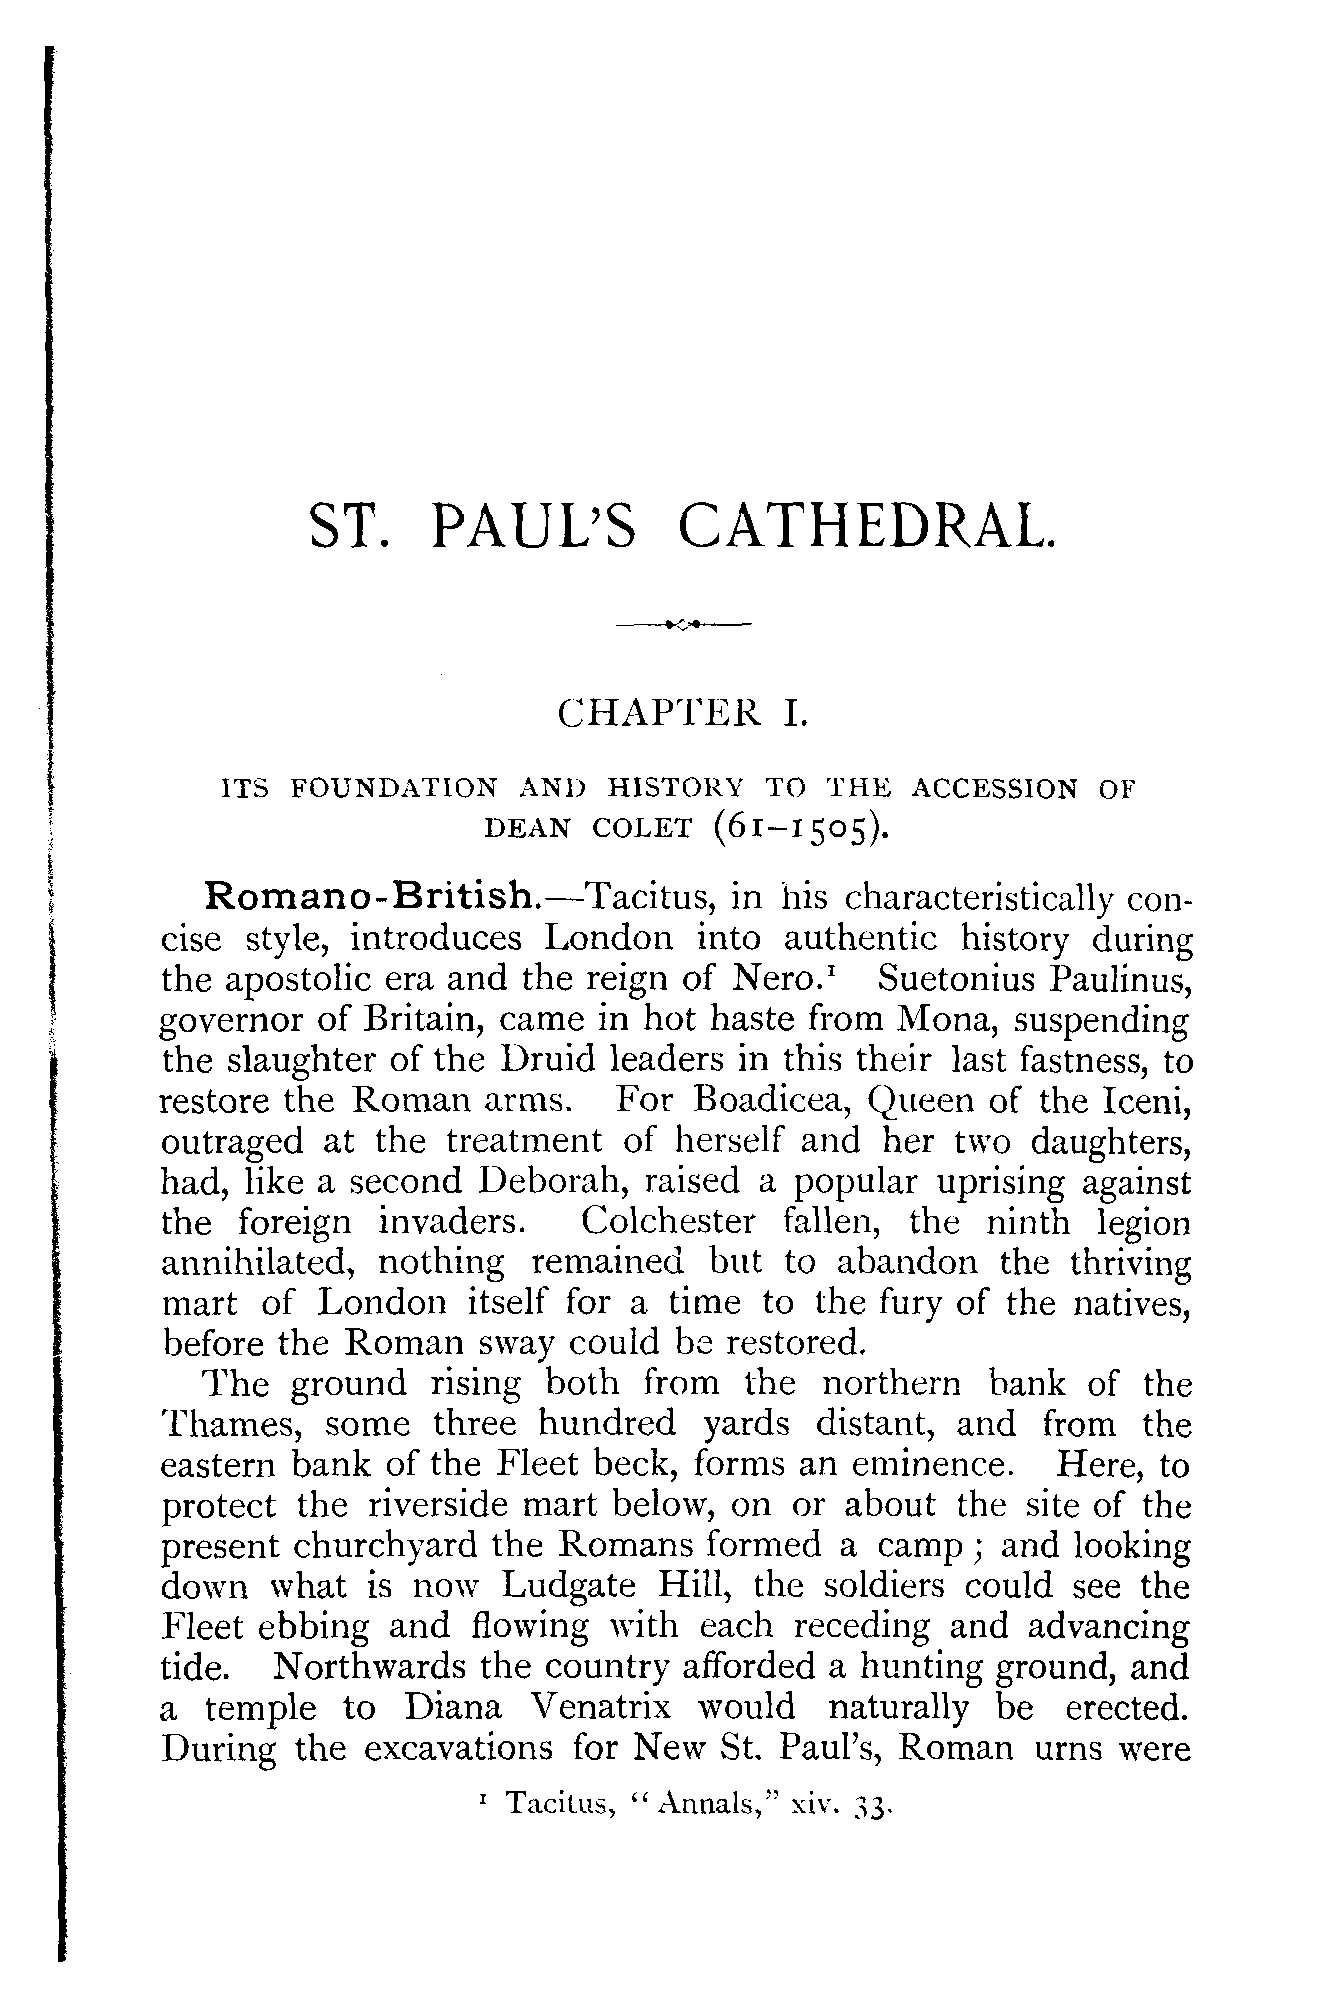 ST. PAUL'S CATHEDRAL.
CHAPTER I.
ITS FOUNDATION AND HISTORY TO THE ACCESSION OF
DEAN COLET (61–1505).
Romano-British.—Tacitus, in his characteristically con-
cise style, introduces London into authentic history during
the apostolic era and the reign of Nero.¹ Suetonius Paulinus,
governor of Britain, came in hot haste from Mona, suspending
the slaughter of the Druid leaders in this their last fastness, to
restore the Roman arms. For Boadicea, Queen of the Iceni,
outraged at the treatment of herself and her two daughters,
had, like a second Deborah, raised a popular uprising against
the foreign invaders. Colchester fallen, the ninth legion
annihilated, nothing remained but to abandon the thriving
mart of London itself for a time to the fury of the natives,
before the Roman sway could be restored.
The ground rising both from the northern bank of the
Thames, some three hundred yards distant, and from the
eastern bank of the Fleet beck, forms an eminence. Here, to
protect the riverside mart below, on or about the site of the
present churchyard the Romans formed a camp ; and looking
down what is now Ludgate Hill, the soldiers could see the
Fleet ebbing and flowing with each receding and advancing
tide. Northwards the country afforded a hunting ground, and
a temple to Diana Venatrix would naturally be erected.
During the excavations for New St. Paul's, Roman urns were
¹ Tacitus, “Annals,” xiv. 33.